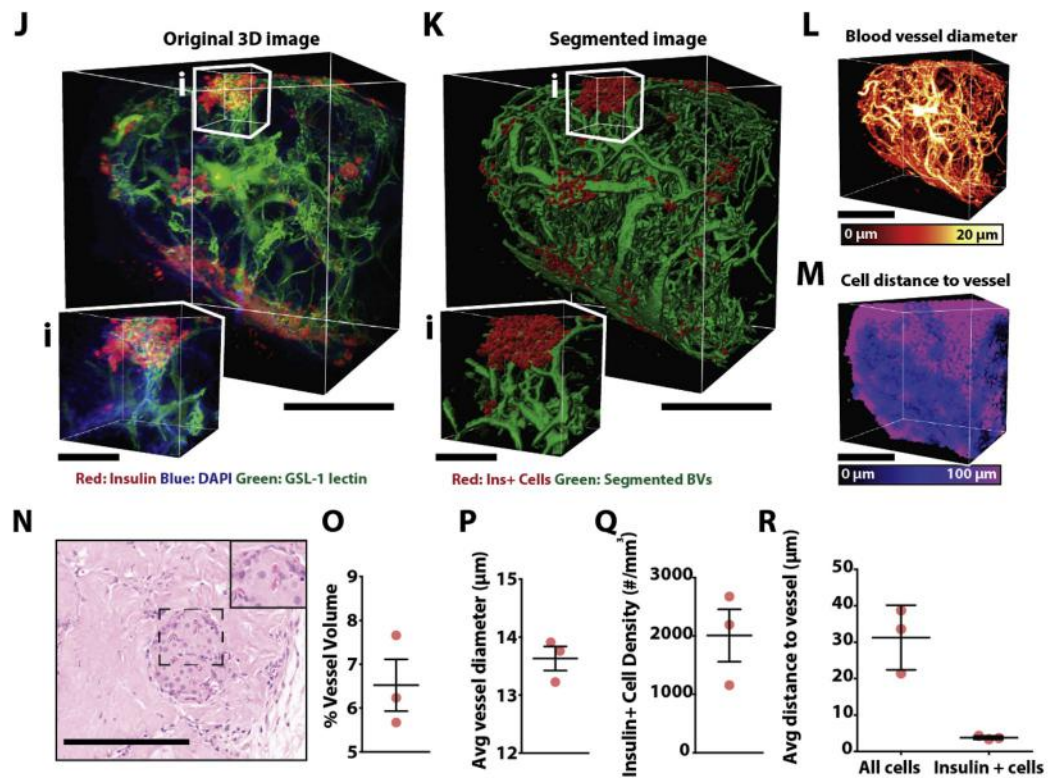 J
Original 3D image
i
i
Red: Insulin Blue: DAPI Green: GSL-1 lectin
K
Segmented image
i
i
Red: Ins+ Cells Green: Segmented BVs
L
Blood vessel diameter
0 µm 20 µm
M
Cell distance to vessel
0 µm 100 µm
N
O
% Vessel Volume
9
8
7
6
5
P
Avg vessel diameter (µm)
15
14
13
12
Q
Insulin+ Cell Density (#/mm³)
3000
2000
1000
0
R
Avg distance to vessel (µm)
50
40
30
20
10
0
All cells Insulin + cells